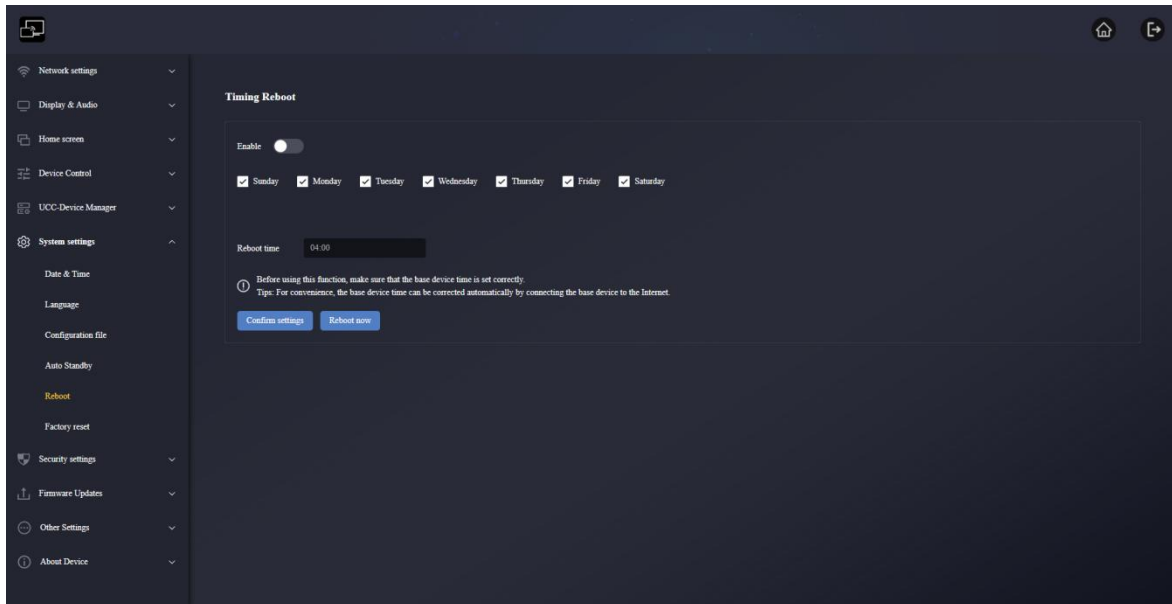 Network settings
Display & Audio
Home screen
Device Control
UCC-Device Manager
System settings
Date & Time
Language
Configuration file
Auto Standby
Reboot
Factory reset
Security settings
Firmware Updates
Other Settings
About Device
Timing Reboot
Enable
Sunday Monday Tuesday Wednesday Thursday Friday Saturday
Reboot time 04:00
Before using this function, make sure that the base device time is set correctly.
Tips: For convenience, the base device time can be corrected automatically by connecting the base device to the Internet.
Confirm settings Reboot now